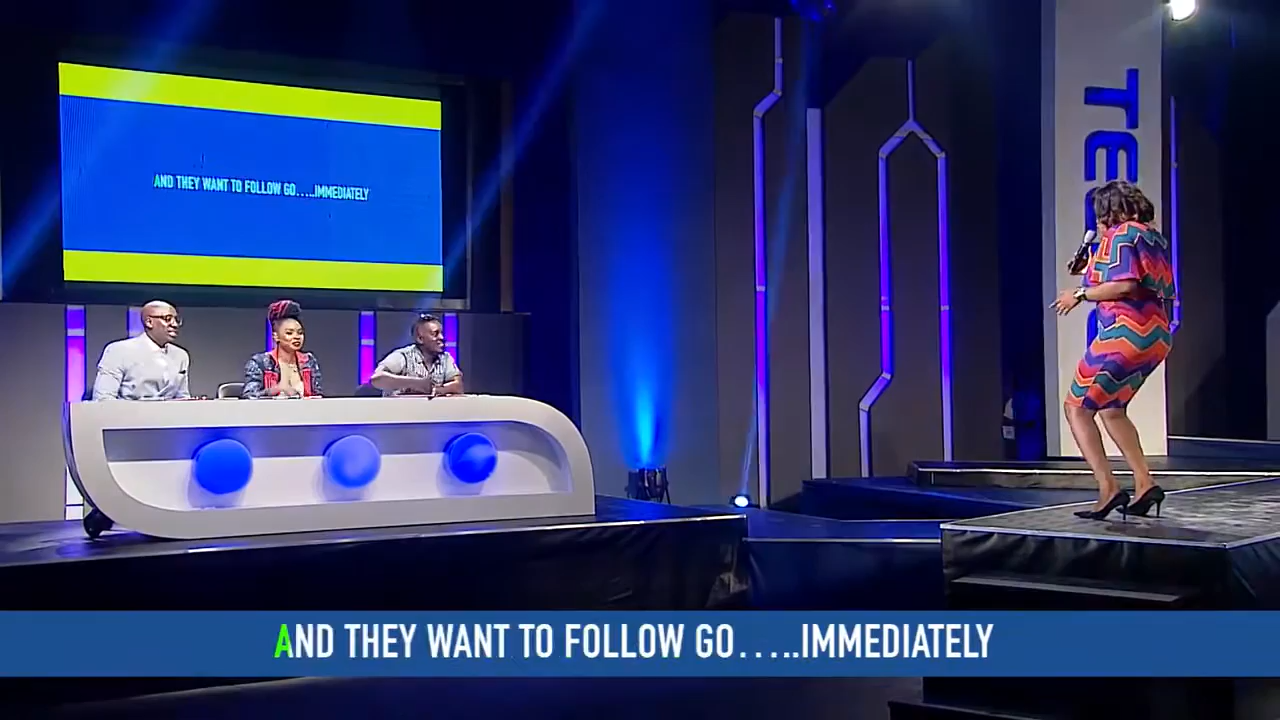 AND THEY WANT TO FOLLOW GO.....IMMEDIATELY
AND THEY WANT TO FOLLOW GO.....IMMEDIATELY